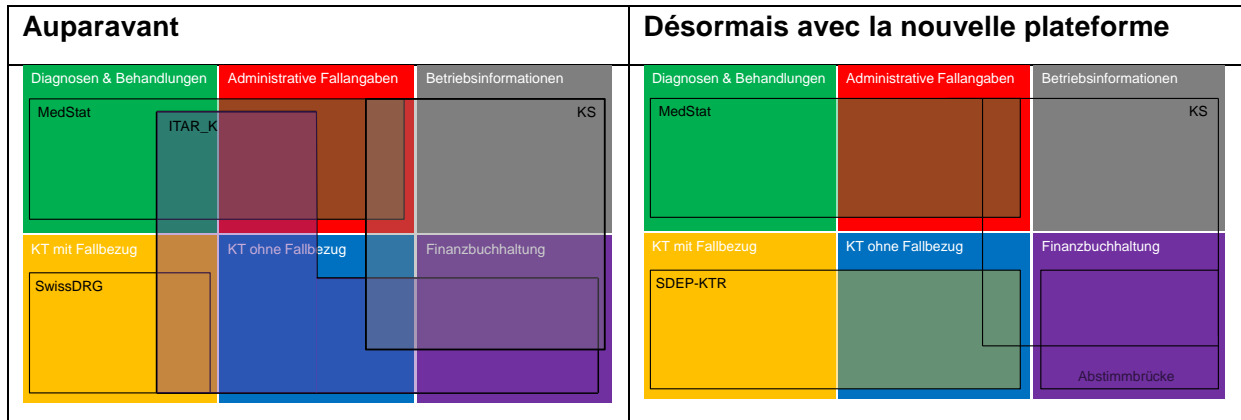 Auparavant
Diagnosen & Behandlungen
Administrative Fallangaben
Betriebsinformationen
MedStat
ITAR_K
KS
KT mit Fallbezug
KT ohne Fallbezug
Finanzbuchhaltung
SwissDRG
Désormais avec la nouvelle plateforme
Diagnosen & Behandlungen
Administrative Fallangaben
Betriebsinformationen
MedStat
KS
KT mit Fallbezug
KT ohne Fallbezug
Finanzbuchhaltung
SDEP-KTR
Abstimmbrücke